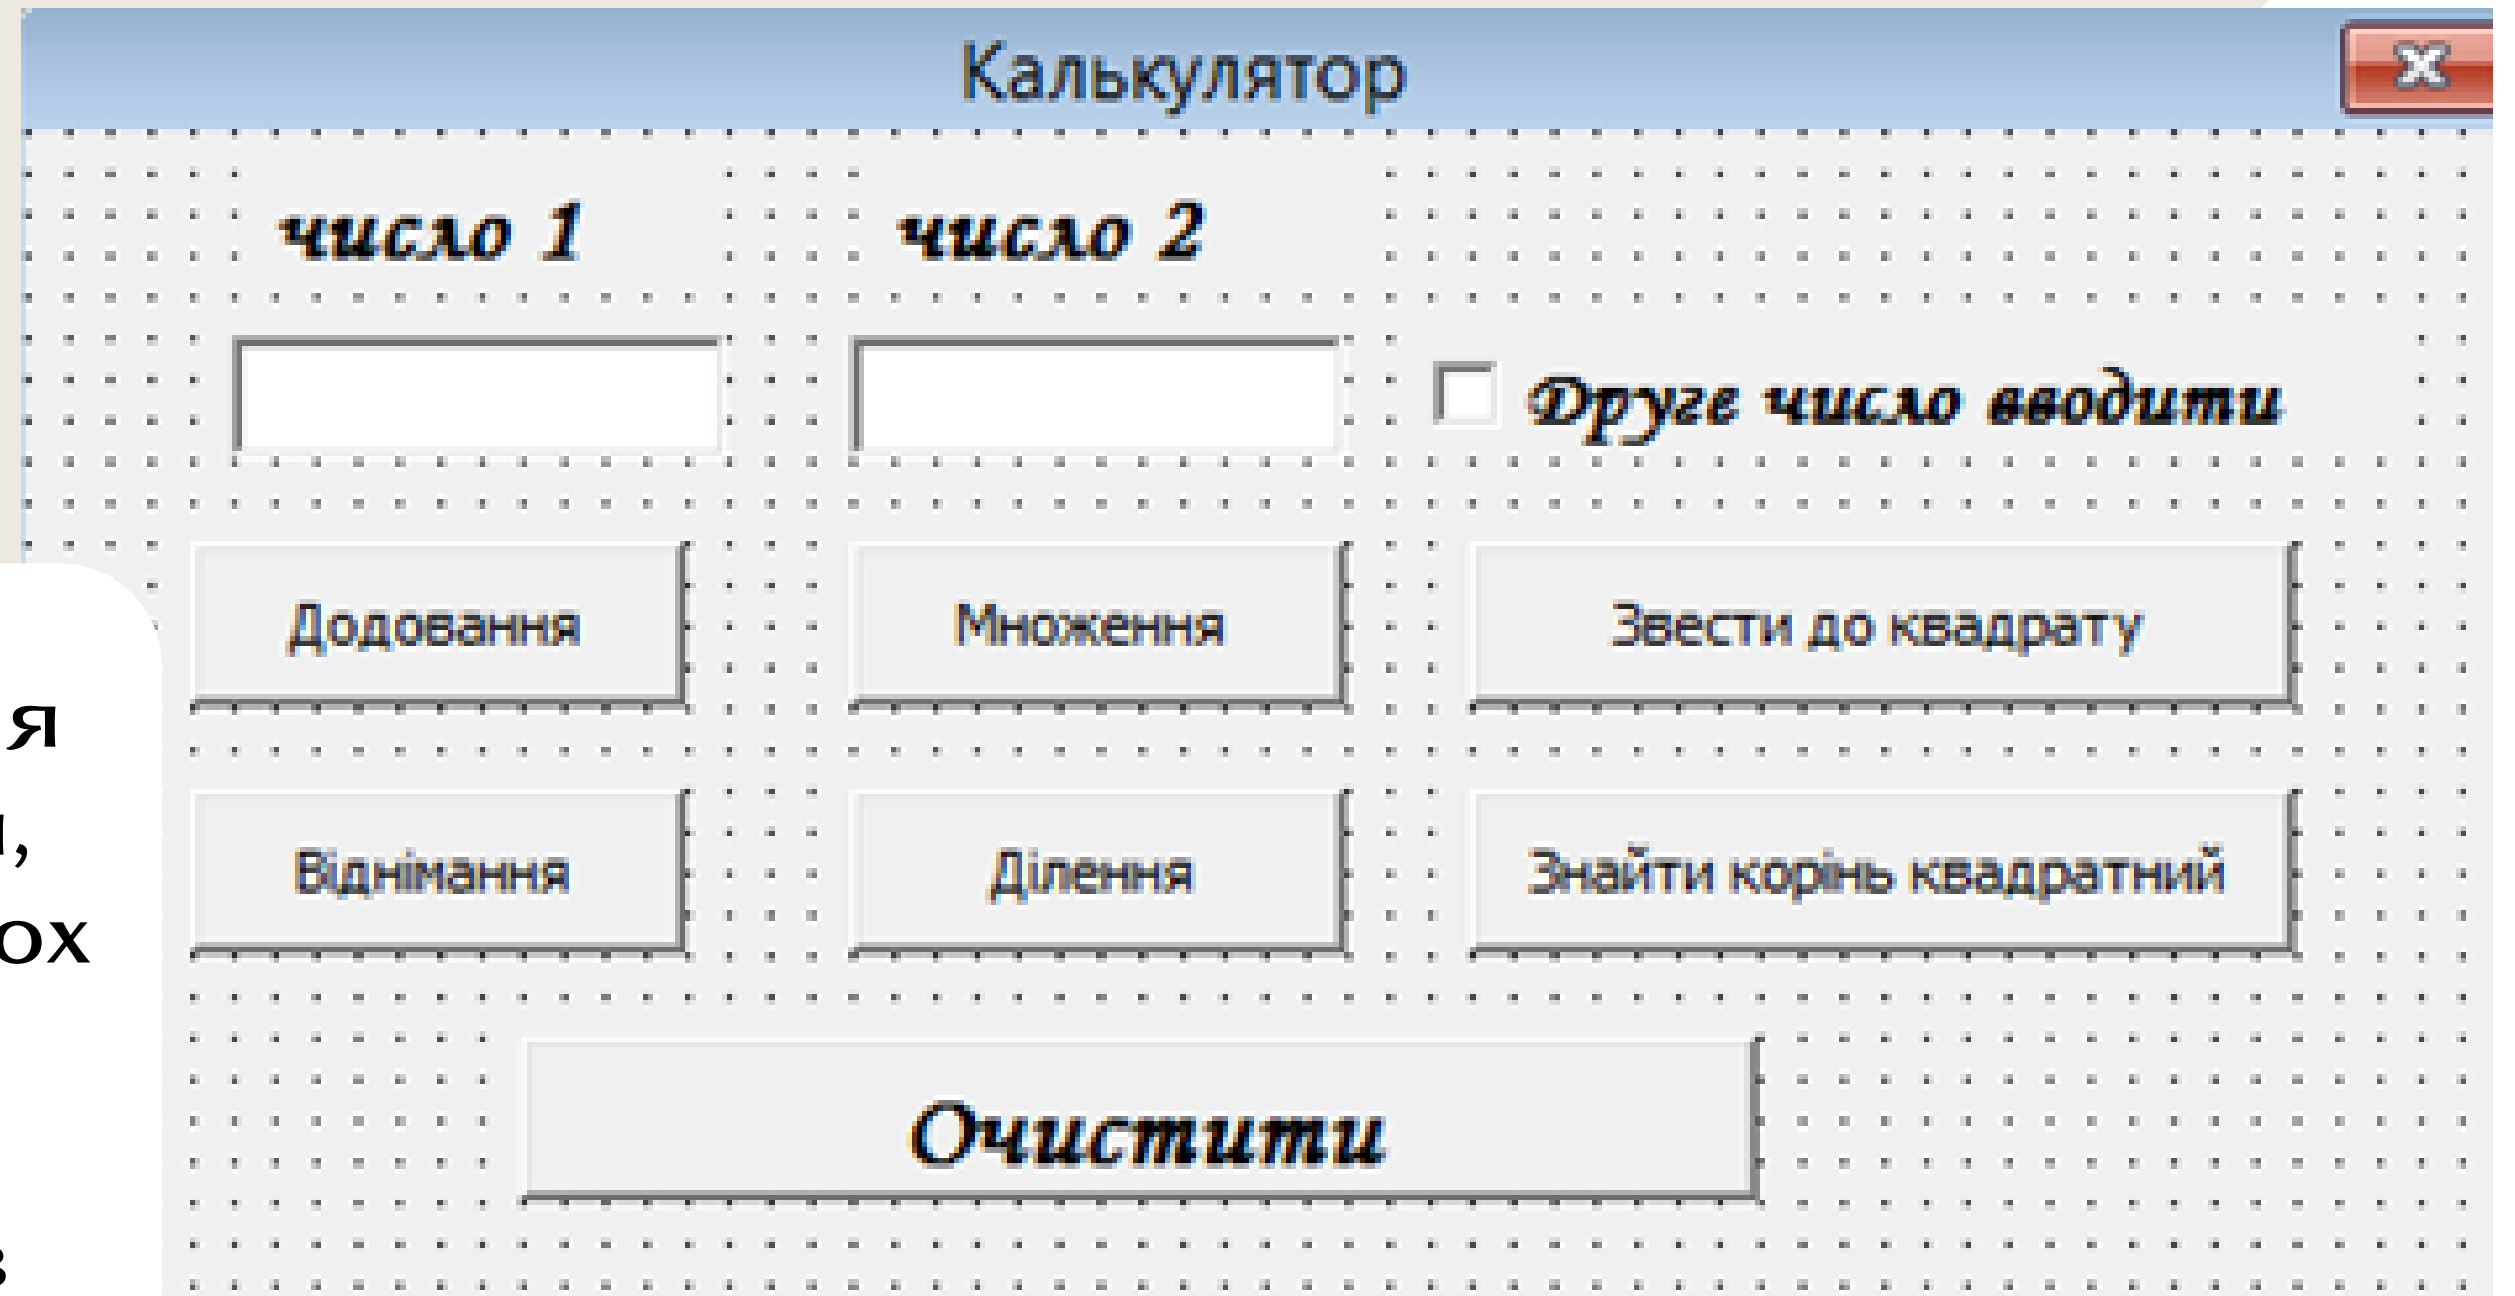 Калькулятор
число 1 число 2
Друге число вводити
Додовання Множення Звести до квадрату
Віднімання Ділення Знайти корінь квадратний
Очистити